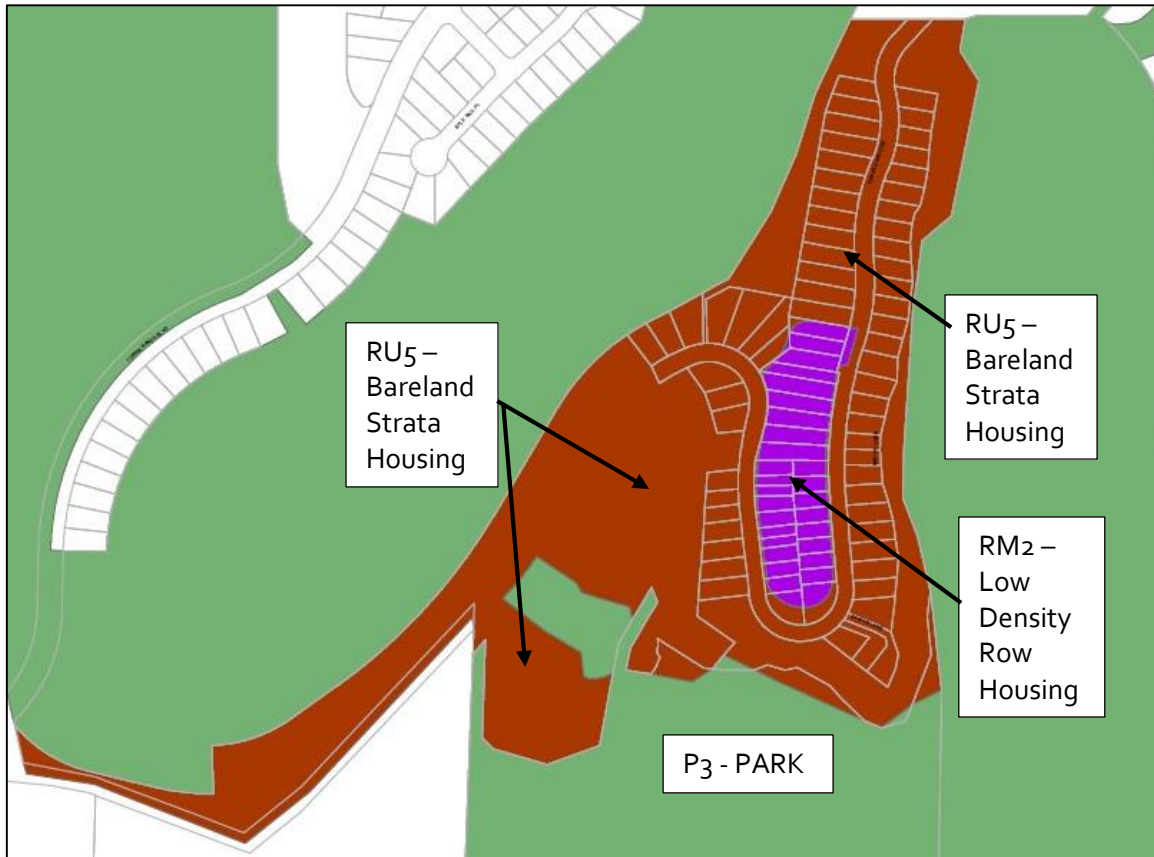 RU5 –
Bareland
Strata
Housing
RU5 –
Bareland
Strata
Housing
RM2 –
Low
Density
Row
Housing
P3 - PARK